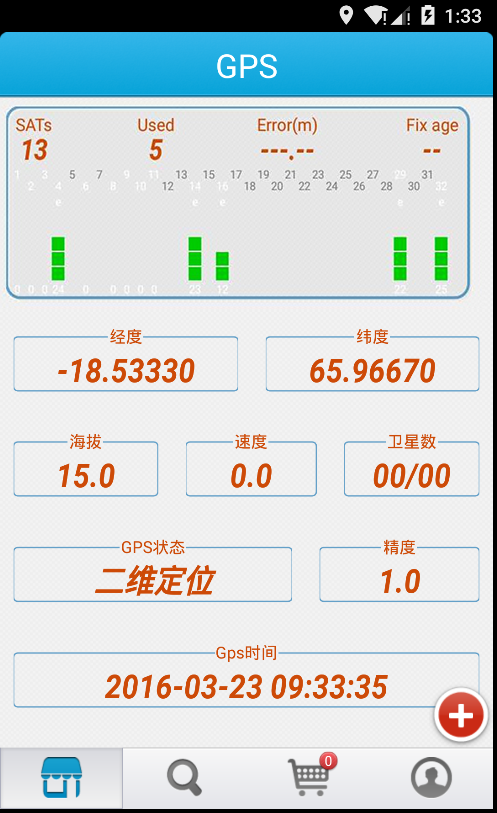 1:33
GPS
SATs Used Error(m) Fix age
13 5 ---.-- --
1 3 5 7 9 11 13 15 17 19 21 23 25 27 29 31
2 4 6 8 10 12 14 16 18 20 22 24 26 28 30 32
e e e e e
0 0 0 24 0 0 0 0 0 23 12 22 25
经度 纬度
-18.53330 65.96670
海拔 速度 卫星数
15.0 0.0 00/00
GPS状态 精度
二维定位 1.0
Gps时间
2016-03-23 09:33:35
0